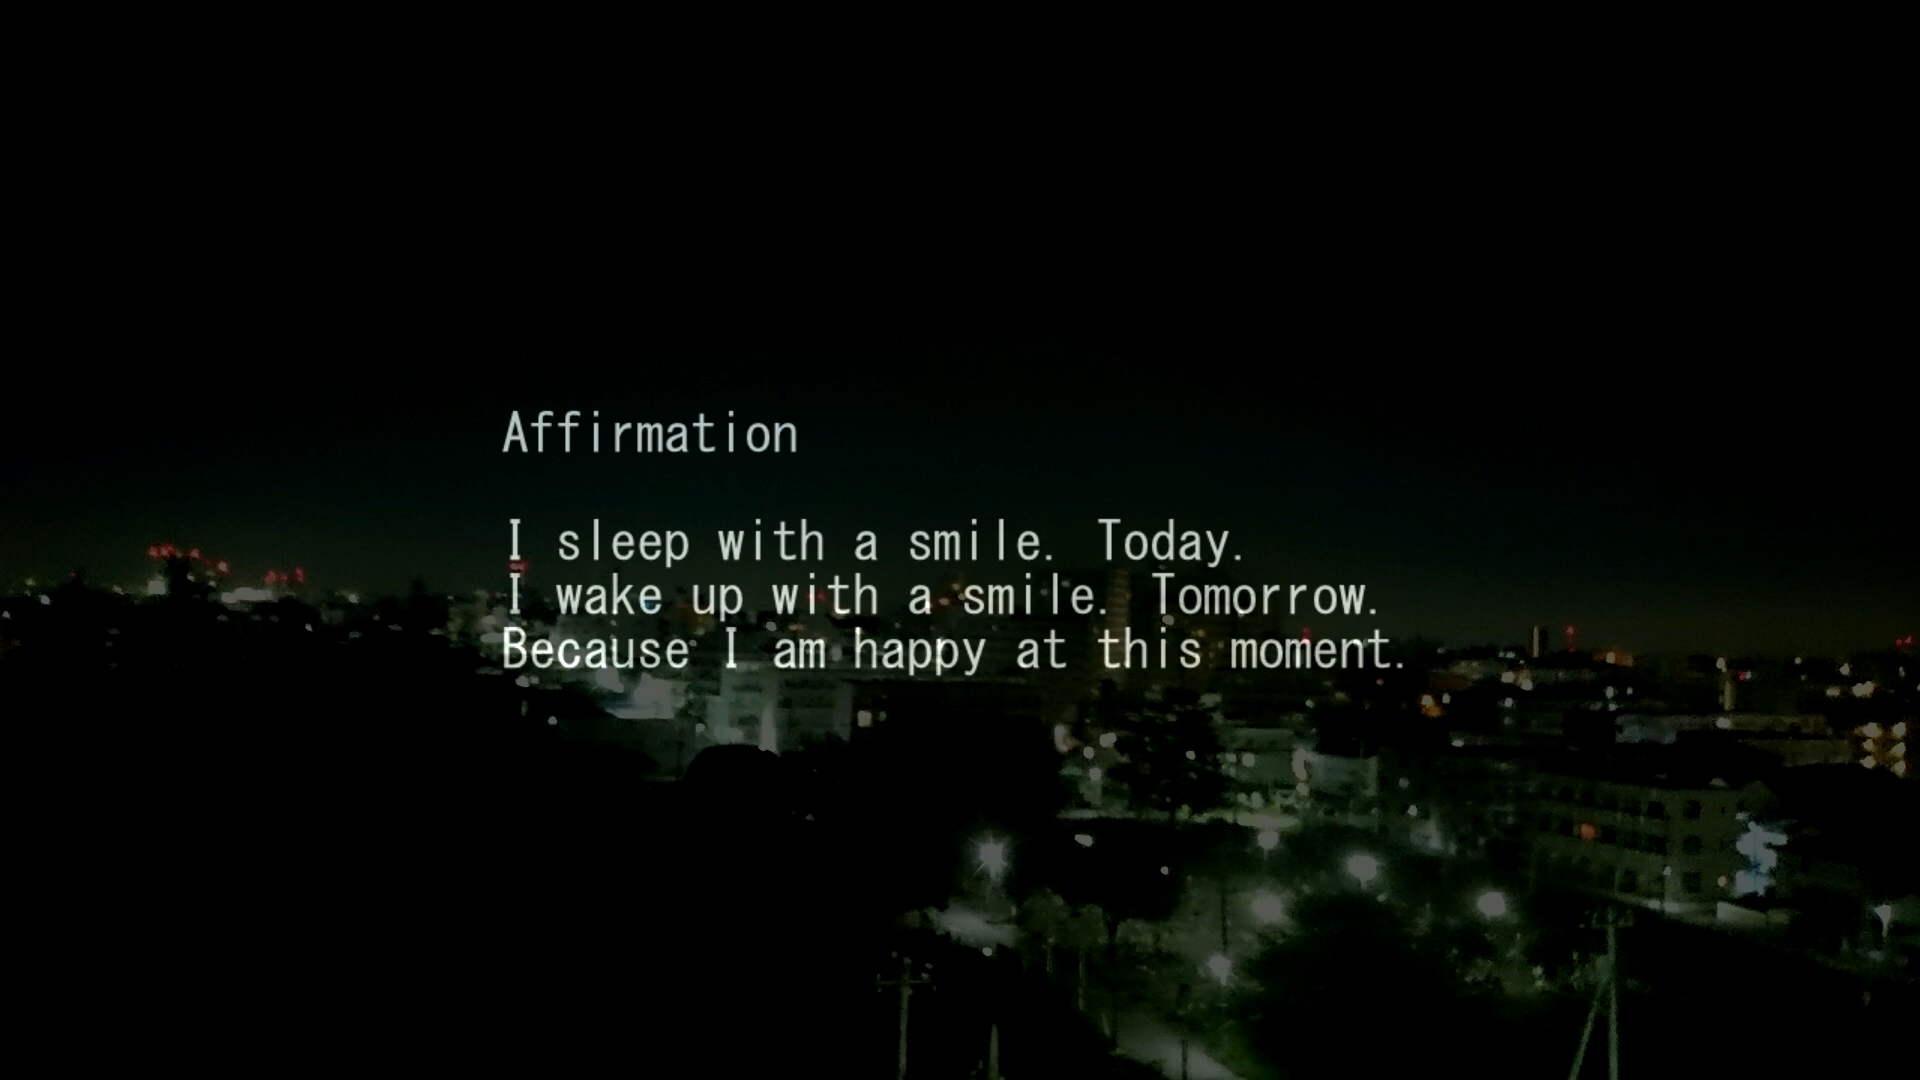 Affirmation
I sleep with a smile. Today.
I wake up with a smile. Tomorrow.
Because I am happy at this moment.